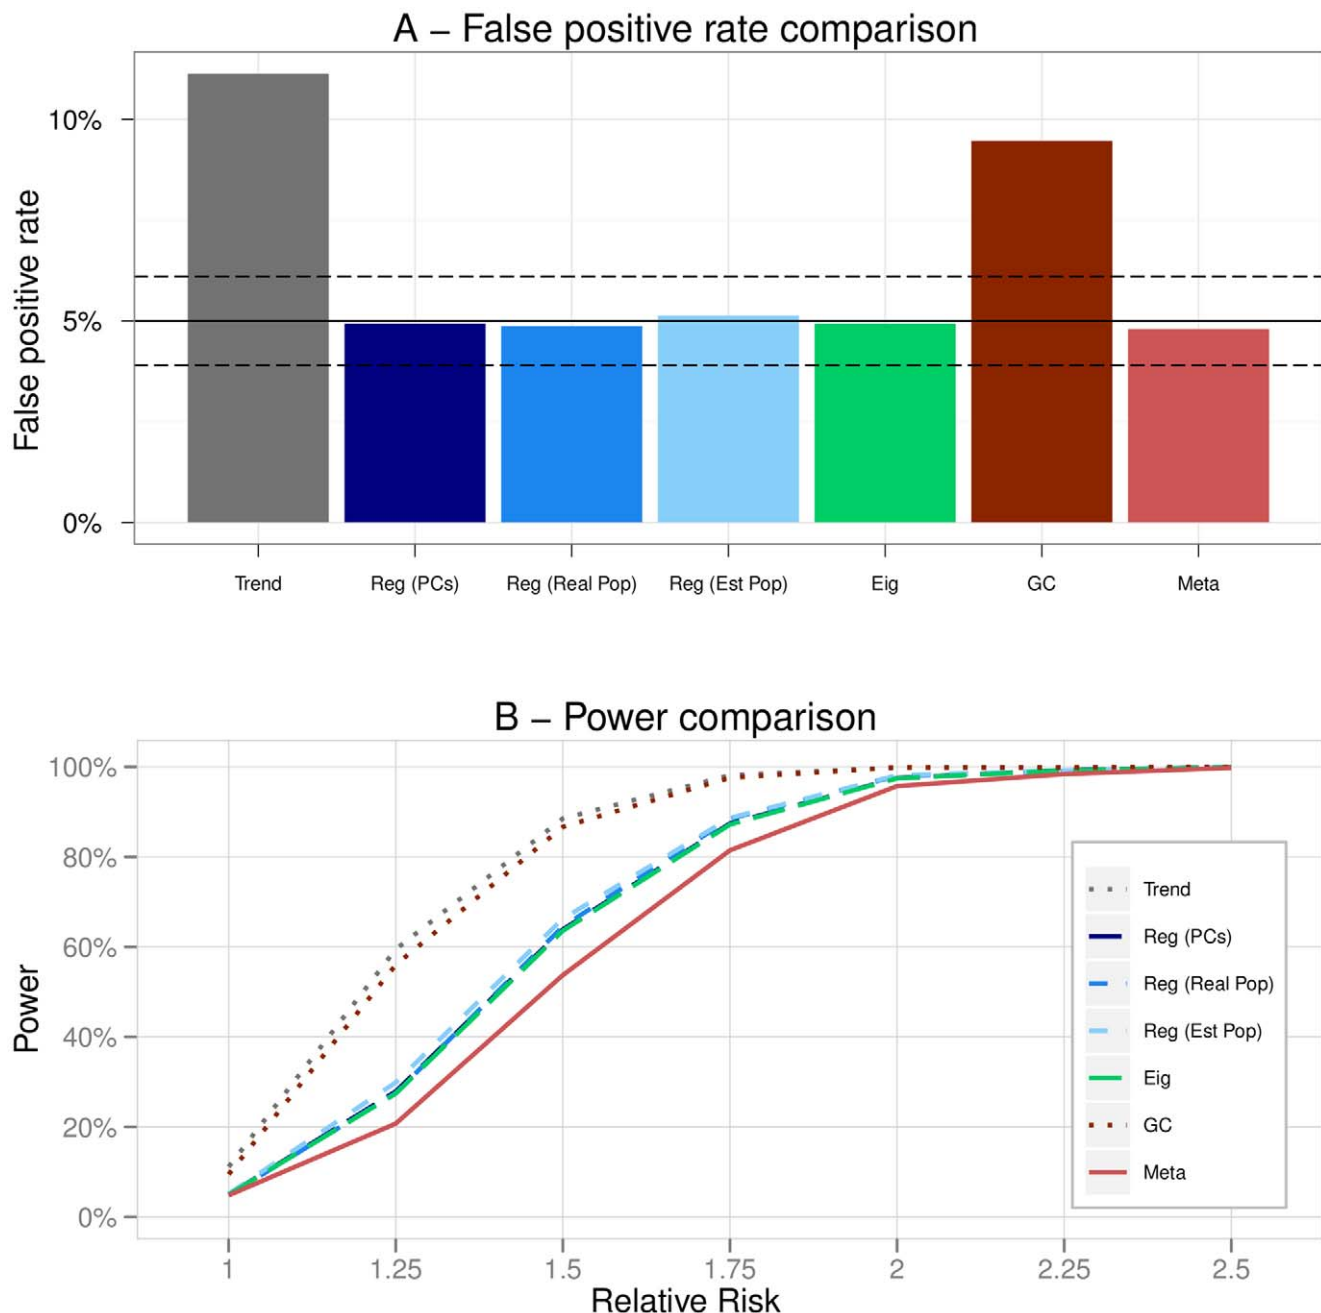 A – False positive rate comparison
False positive rate
10%
5%
0%
Trend Reg (PCs) Reg (Real Pop) Reg (Est Pop) Eig GC Meta
B – Power comparison
Power
100%
80%
60%
40%
20%
0%
Trend
Reg (PCs)
Reg (Real Pop)
Reg (Est Pop)
Eig
GC
Meta
1 1.25 1.5 1.75 2 2.25 2.5
Relative Risk